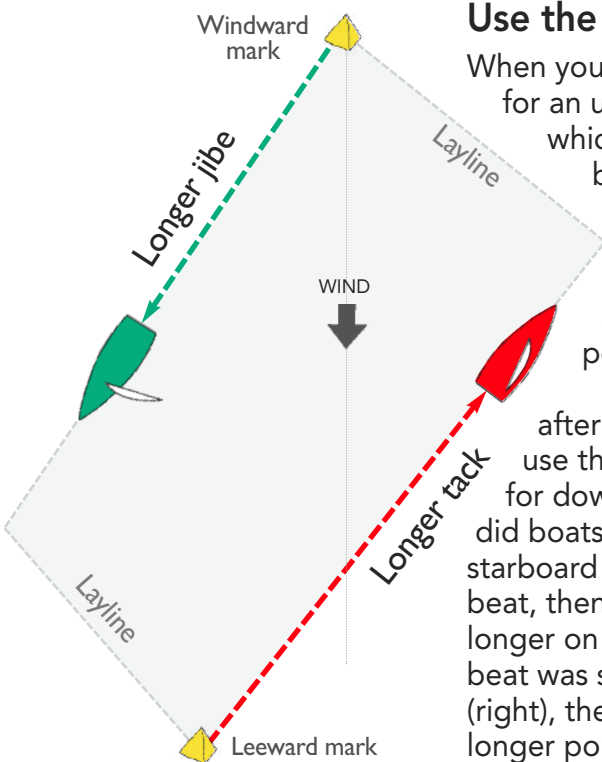 Windward
mark
Longer jibe
Layline
WIND
Longer tack
Layline
Leeward mark
Use the
When you
for an u
whic
b
po
after
use th
for dow
did boats
starboard
beat, then
longer on
beat was s
(right), the
longer po